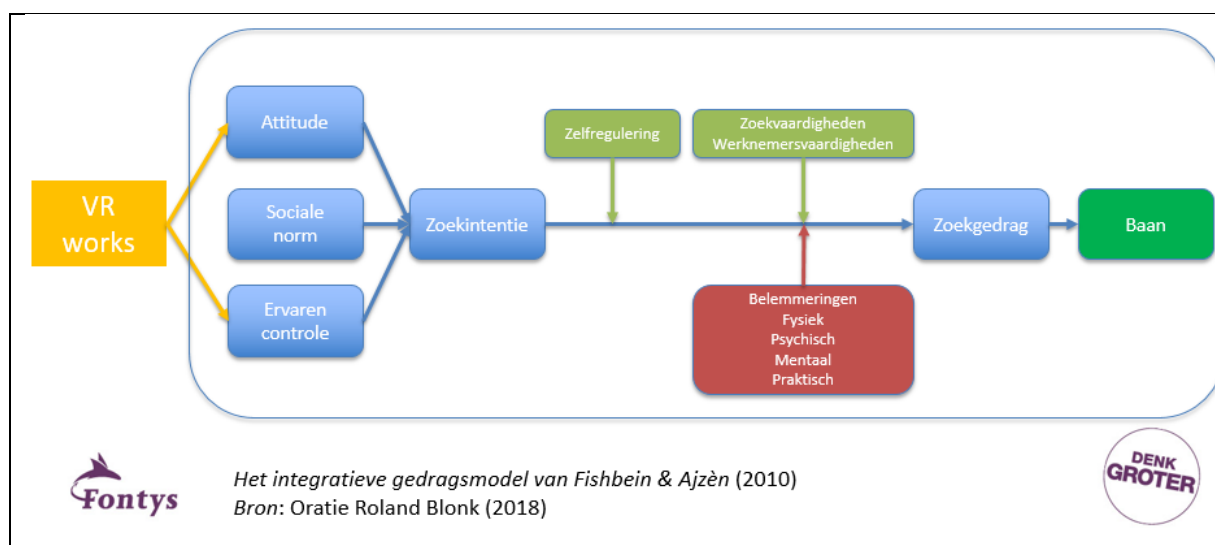 VR
works
Attitude
Sociale
norm
Ervaren
controle
Zoekintentie
Zelfregulering
Zoekvaardigheden
Werknemersvaardigheden
Belemmeringen
Fysiek
Psychisch
Mentaal
Praktisch
Zoekgedrag
Baan
Fontys
Het integratieve gedragsmodel van Fishbein & Ajzèn (2010)
Bron: Oratie Roland Blonk (2018)
DENK
GROTER